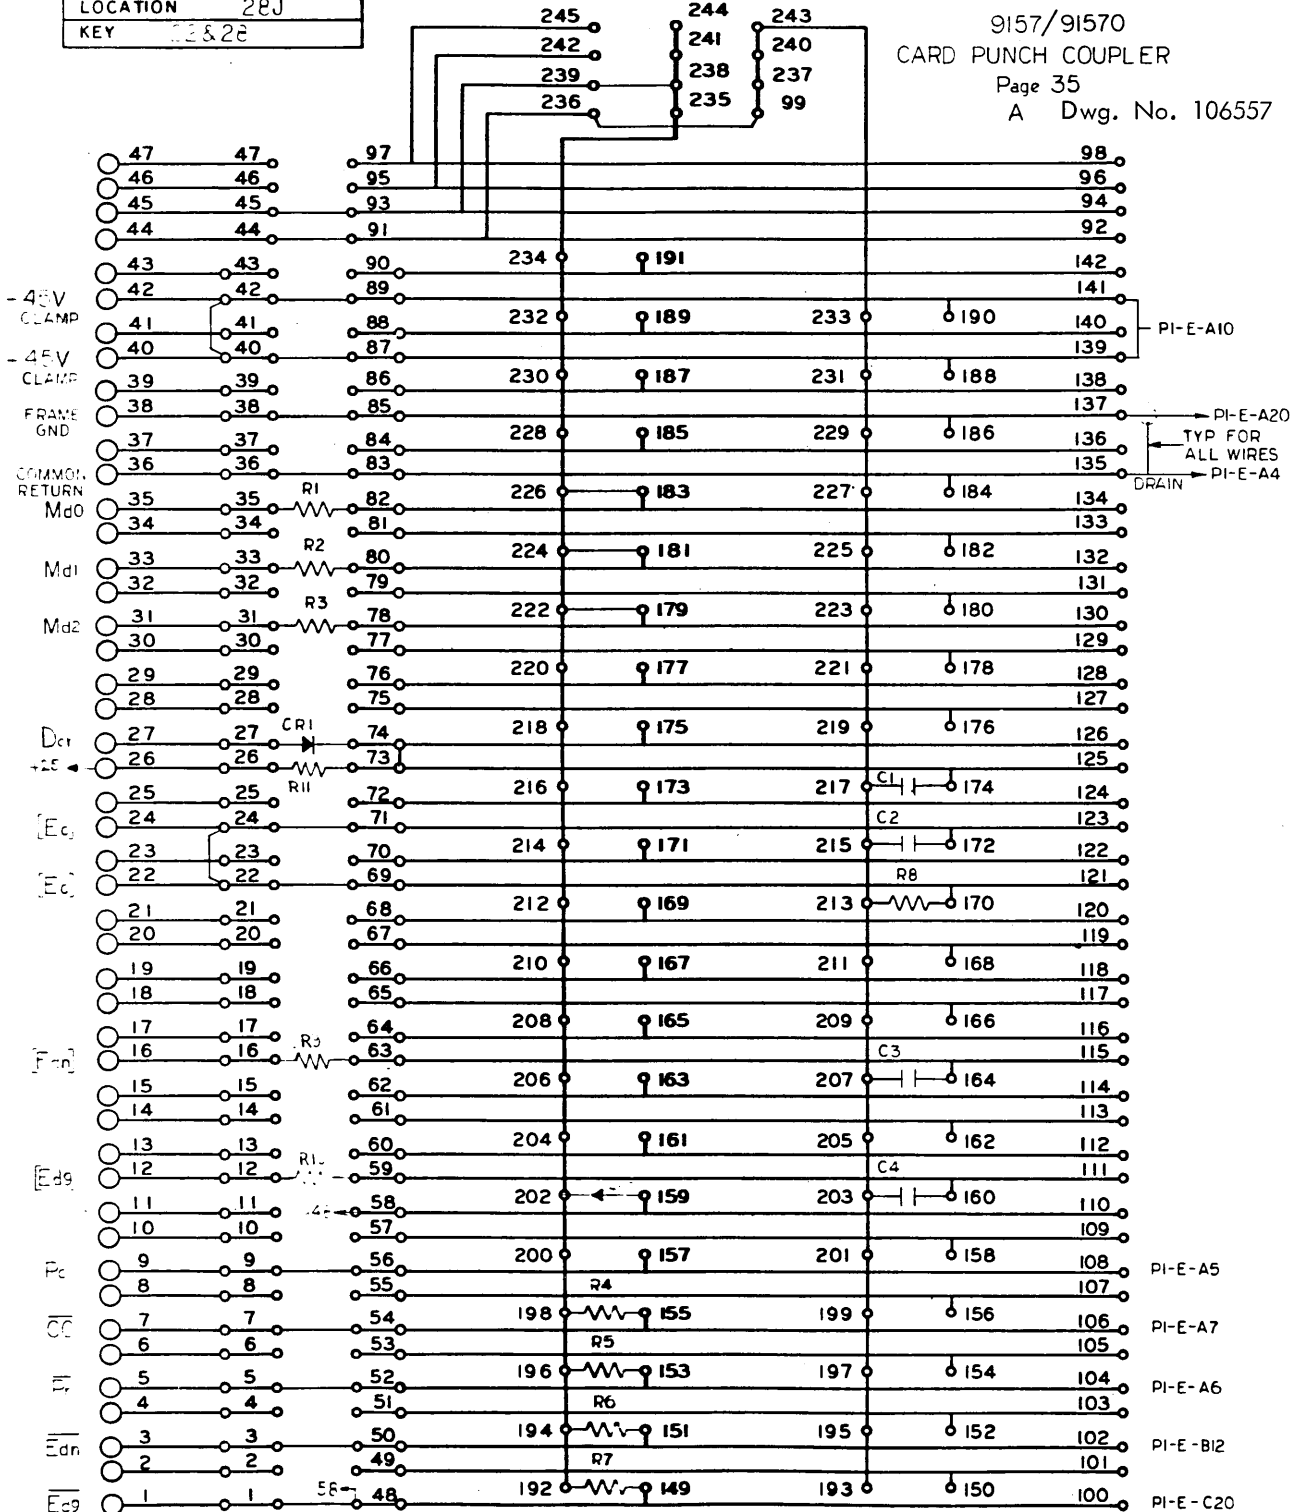 LOCATION 28J
KEY &28
9157/91570
CARD PUNCH COUPLER
Page 35
A Dwg. No. 106557
245 244 243
242 241 240
239 238 237
236 235 99
47 47 97 98
46 46 95 96
45 45 93 94
44 44 91 92
234 191
43 43 90 142
-45V CLAMP 42 42 89 141
232 189 233 190
41 41 88 140 PI-E-A10
-45V CLAMP 40 40 87 139
230 187 231 188
39 39 86 138
FRAME GND 38 38 85 137 PI-E-A20
228 185 229 186
TYP FOR ALL WIRES
37 37 84 136
COMMON RETURN 36 36 83 135 DRAIN PI-E-A4
226 183 227 184
Md0 35 35 R1 82 134
34 34 81 133
224 181 225 182
Md1 33 33 R2 80 132
32 32 79 131
222 179 223 180
Md2 31 31 R3 78 130
30 30 77 129
220 177 221 178
29 29 76 128
28 28 75 127
218 175 219 176
27 27 CR1 74 126
+25 26 26 R11 73 125
216 173 217 C1 174
25 25 72 124
[Ec] 24 24 71 123
214 171 215 C2 172
23 23 70 122
[Ec] 22 22 69 121
212 169 213 R8 170
21 21 68 120
20 20 67 119
210 167 211 168
19 19 66 118
18 18 65 117
208 165 209 166
17 17 64 116
16 16 63 115
206 163 207 C3 164
15 15 62 114
14 14 61 113
204 161 205 162
13 13 60 112
[Edg] 12 12 59 111
202 159 203 C4 160
11 11 58 110
10 10 57 109
200 157 201 158
Pc 9 9 56 108 PI-E-A5
8 8 55 107
198 R4 155 199 156
CC 7 7 54 106 PI-E-A7
6 6 53 105
196 R5 153 197 154
5 5 52 104 PI-E-A6
4 4 51 103
194 R6 151 195 152
Edn 3 3 50 102 PI-E-B12
2 2 49 101
192 R7 149 193 150
Edg 1 1 58 48 100 PI-E-C20